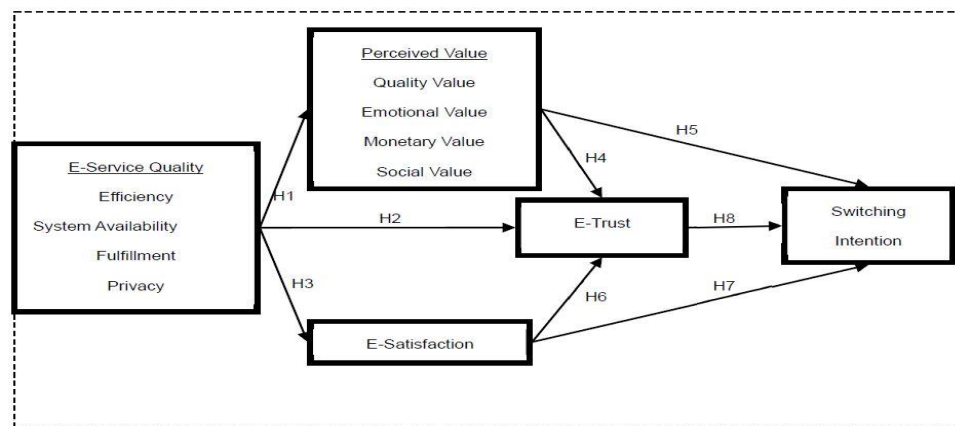 Perceived Value
Quality Value
Emotional Value
Monetary Value
Social Value
E-Service Quality
Efficiency
System Availability
Fulfillment
Privacy
H1
H2
H3
H4
H5
E-Trust
H8
Switching
Intention
H6
H7
E-Satisfaction